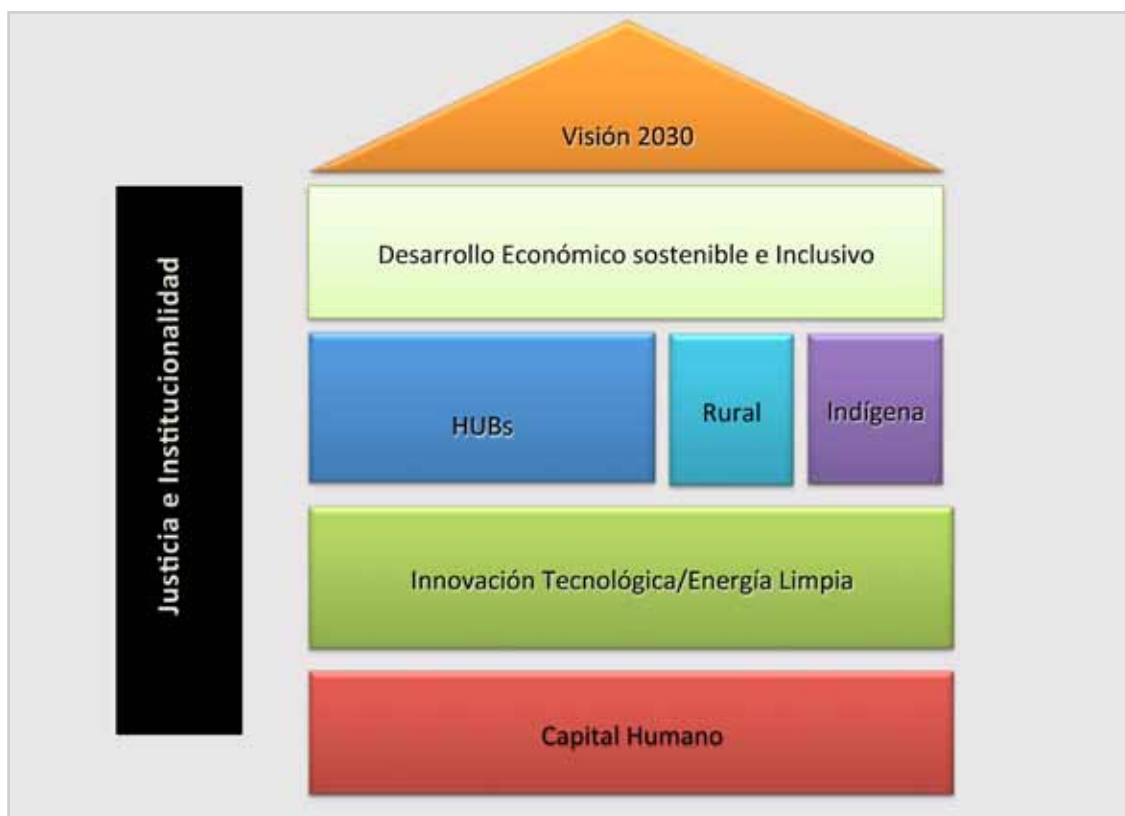 Visión 2030
Justicia e Institucionalidad
Desarrollo Económico sostenible e Inclusivo
HUBs
Rural
Indígena
Innovación Tecnológica/Energía Limpia
Capital Humano